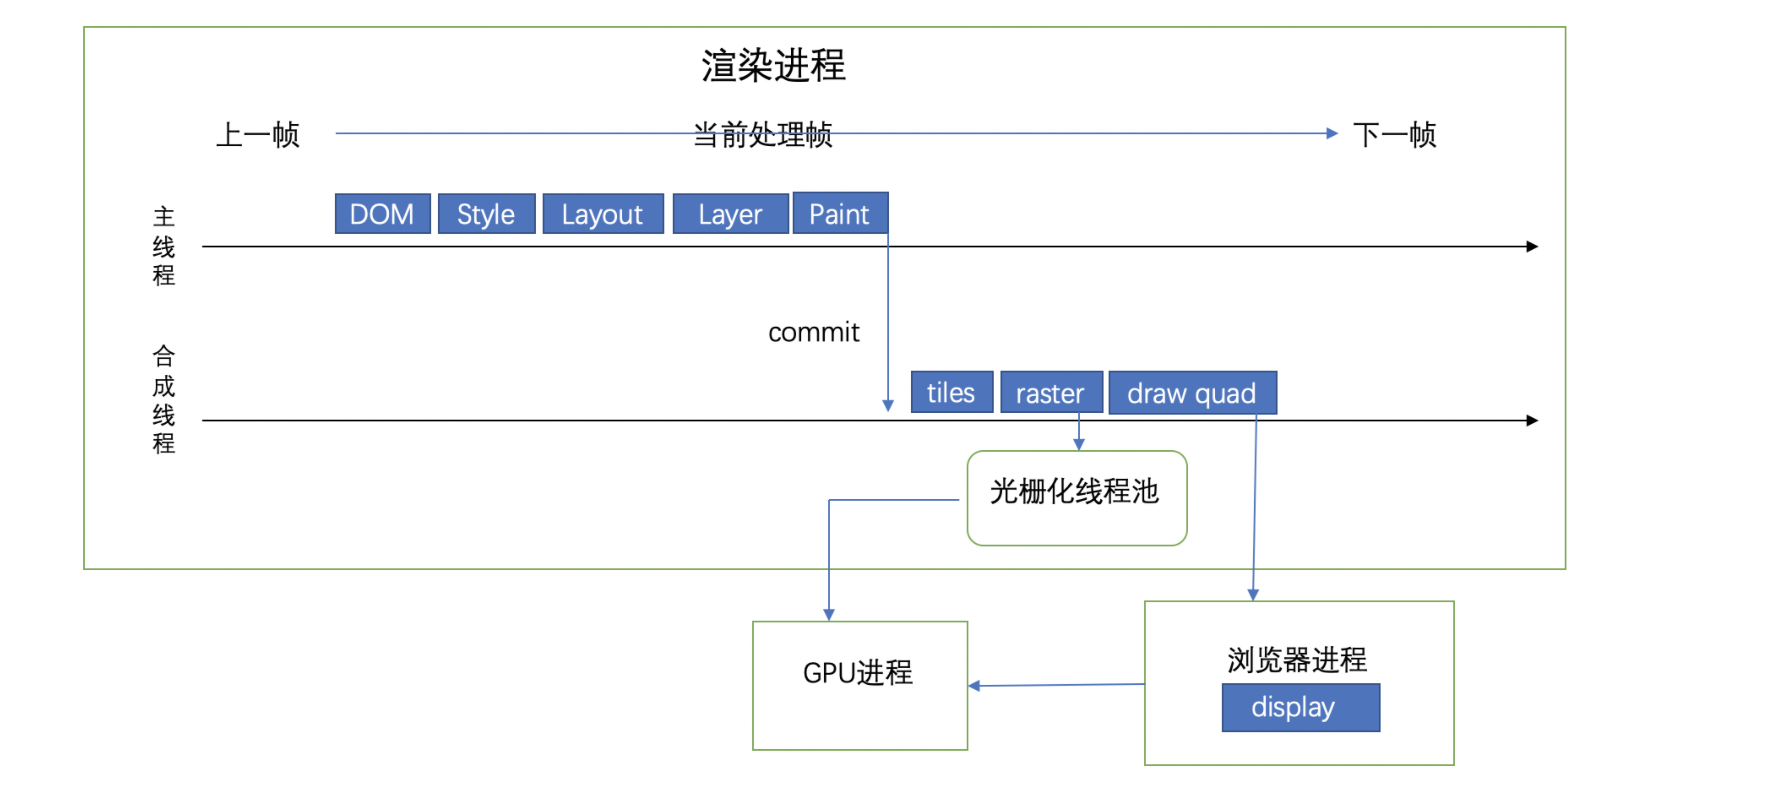 渲染进程
上一帧
当前处理帧
下一帧
主线程
DOM
Style
Layout
Layer
Paint
commit
合成线程
tiles
raster
draw quad
光栅化线程池
GPU进程
浏览器进程
display